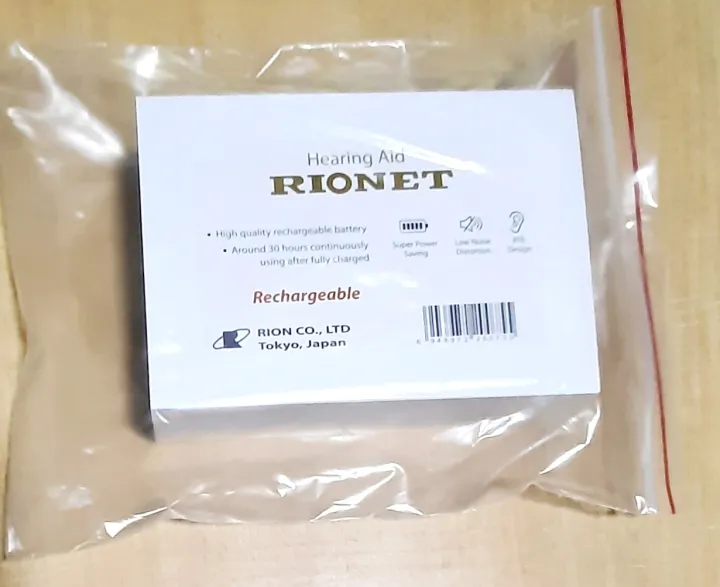 Hearing Aid
RIONET
• High quality rechargeable battery
• Around 30 hours continuously
using after fully charged
Super Power
Saving
Low Noise
Distortion
BTE
Design
Rechargeable
RION CO., LTD
Tokyo, Japan